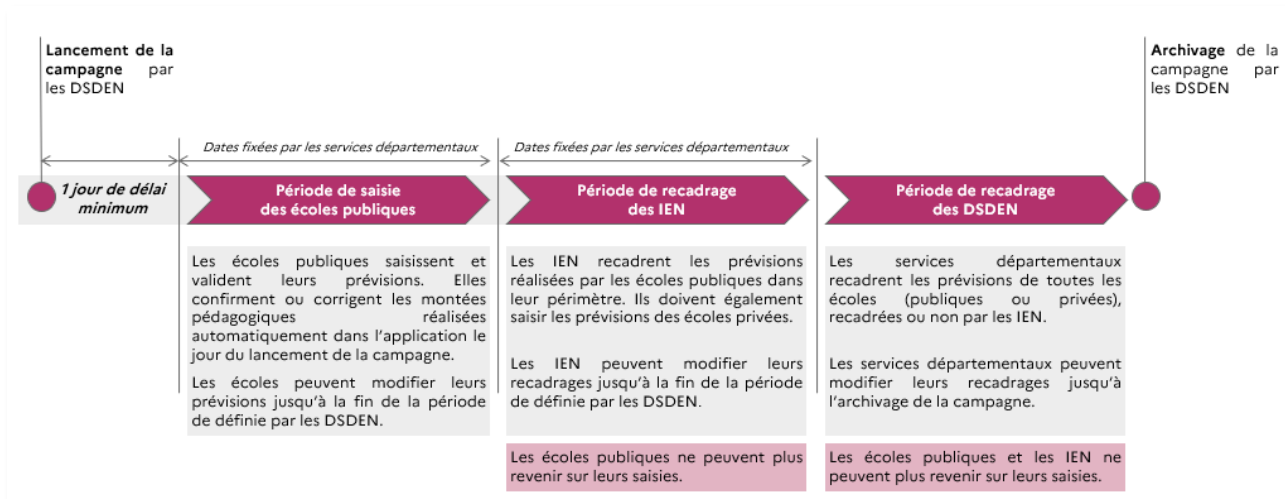 Lancement de la
campagne par
les DSDEN
Archivage de la
campagne par
les DSDEN
Dates fixées par les services départementaux
Dates fixées par les services départementaux
1 jour de délai
minimum
Période de saisie
des écoles publiques
Période de recadrage
des IEN
Période de recadrage
des DSDEN
Les écoles publiques saisissent et
valident leurs prévisions. Elles
confirment ou corrigent les montées
pédagogiques réalisées
automatiquement dans l'application le
jour du lancement de la campagne.
Les écoles peuvent modifier leurs
prévisions jusqu'à la fin de la période
de définie par les DSDEN.
Les IEN recadrent les prévisions
réalisées par les écoles publiques dans
leur périmètre. Ils doivent également
saisir les prévisions des écoles privées.
Les IEN peuvent modifier leurs
recadrages jusqu'à la fin de la période
de définie par les DSDEN.
Les écoles publiques ne peuvent plus
revenir sur leurs saisies.
Les services départementaux
recadrent les prévisions de toutes les
écoles (publiques ou privées),
recadrées ou non par les IEN.
Les services départementaux peuvent
modifier leurs recadrages jusqu'à
l'archivage de la campagne.
Les écoles publiques et les IEN ne
peuvent plus revenir sur leurs saisies.